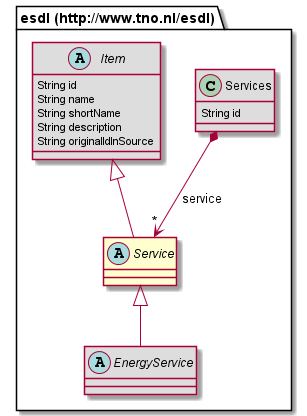 esdl (http://www.tno.nl/esdl)
A Item
String id
String name
String shortName
String description
String originalIdInSource
C Services
String id
service
*
A Service
A EnergyService